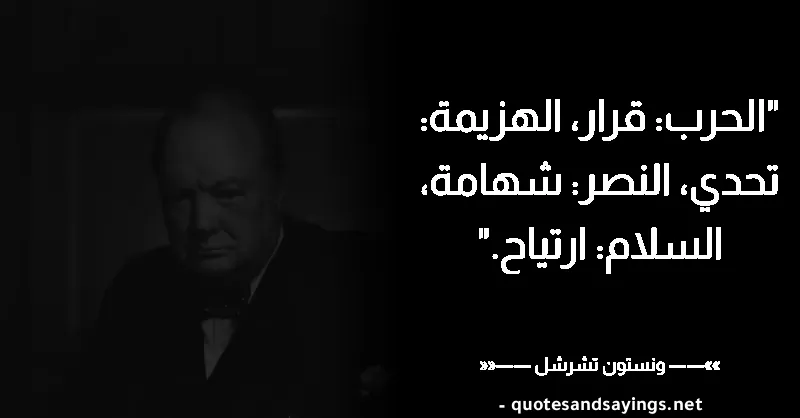 "الحرب: قرار، الهزيمة:
تحدي، النصر: شهامة،
السلام: ارتياح."
««—— ونستون تشرشل ——»»
- quotesandsayings.net